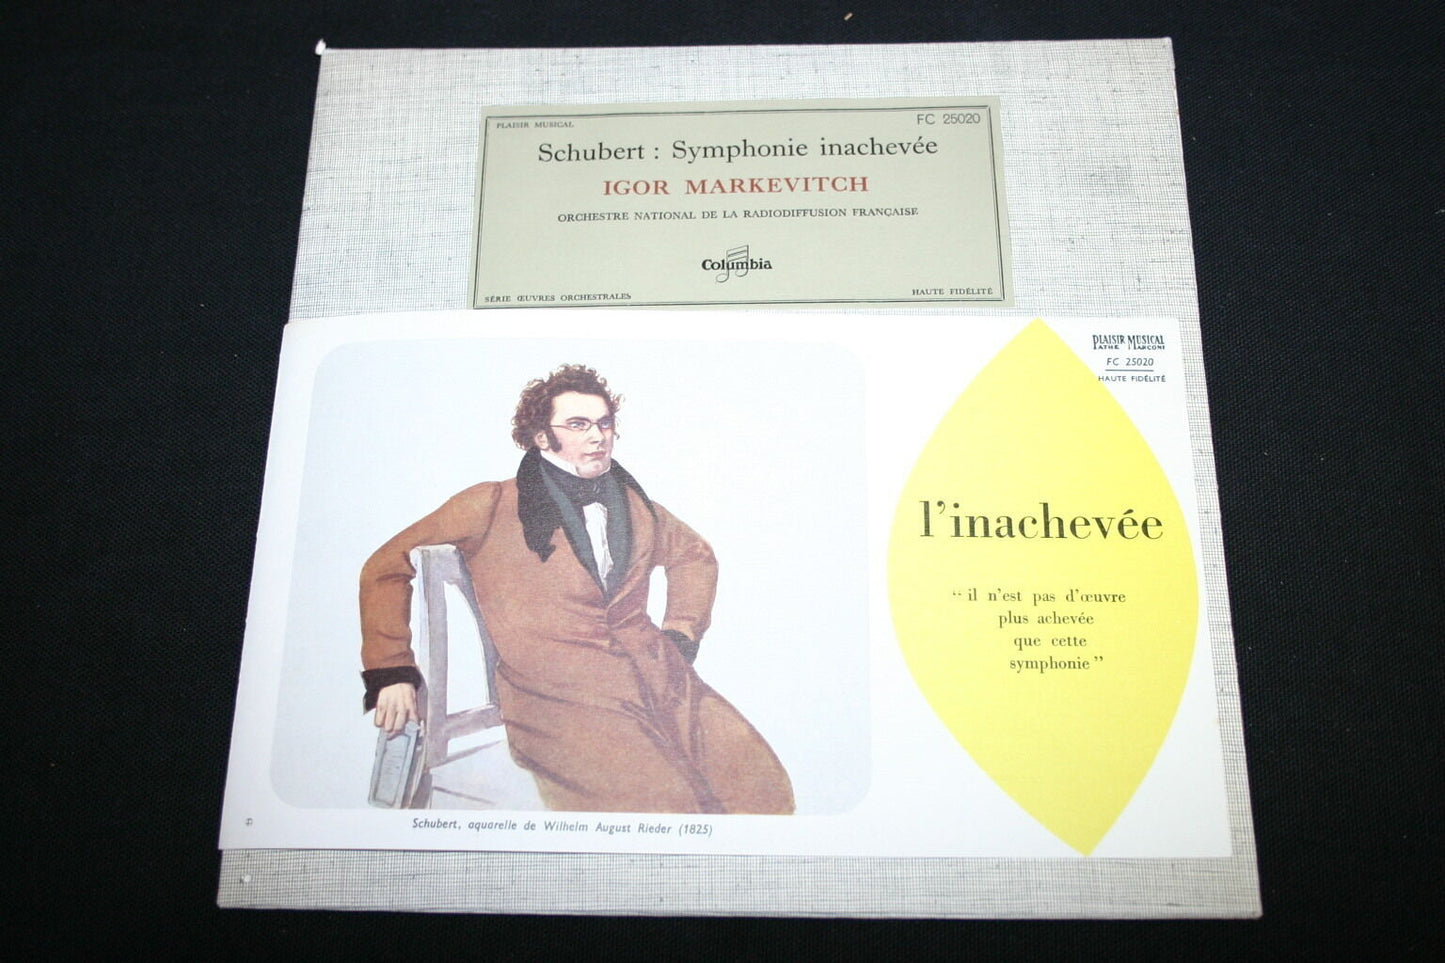 PLAISIR MUSICAL
FC 25020
Schubert : Symphonie inachevée
IGOR MARKEVITCH
ORCHESTRE NATIONAL DE LA RADIODIFFUSION FRANÇAISE
Columbia
SÉRIE ŒUVRES ORCHESTRALES
HAUTE FIDÉLITÉ
PLAISIR MUSICAL
PATHÉ MARCONI
FC 25020
HAUTE FIDÉLITÉ
l'inachevée
“ il n'est pas d'œuvre
plus achevée
que cette
symphonie ”
Schubert, aquarelle de Wilhelm August Rieder (1825)